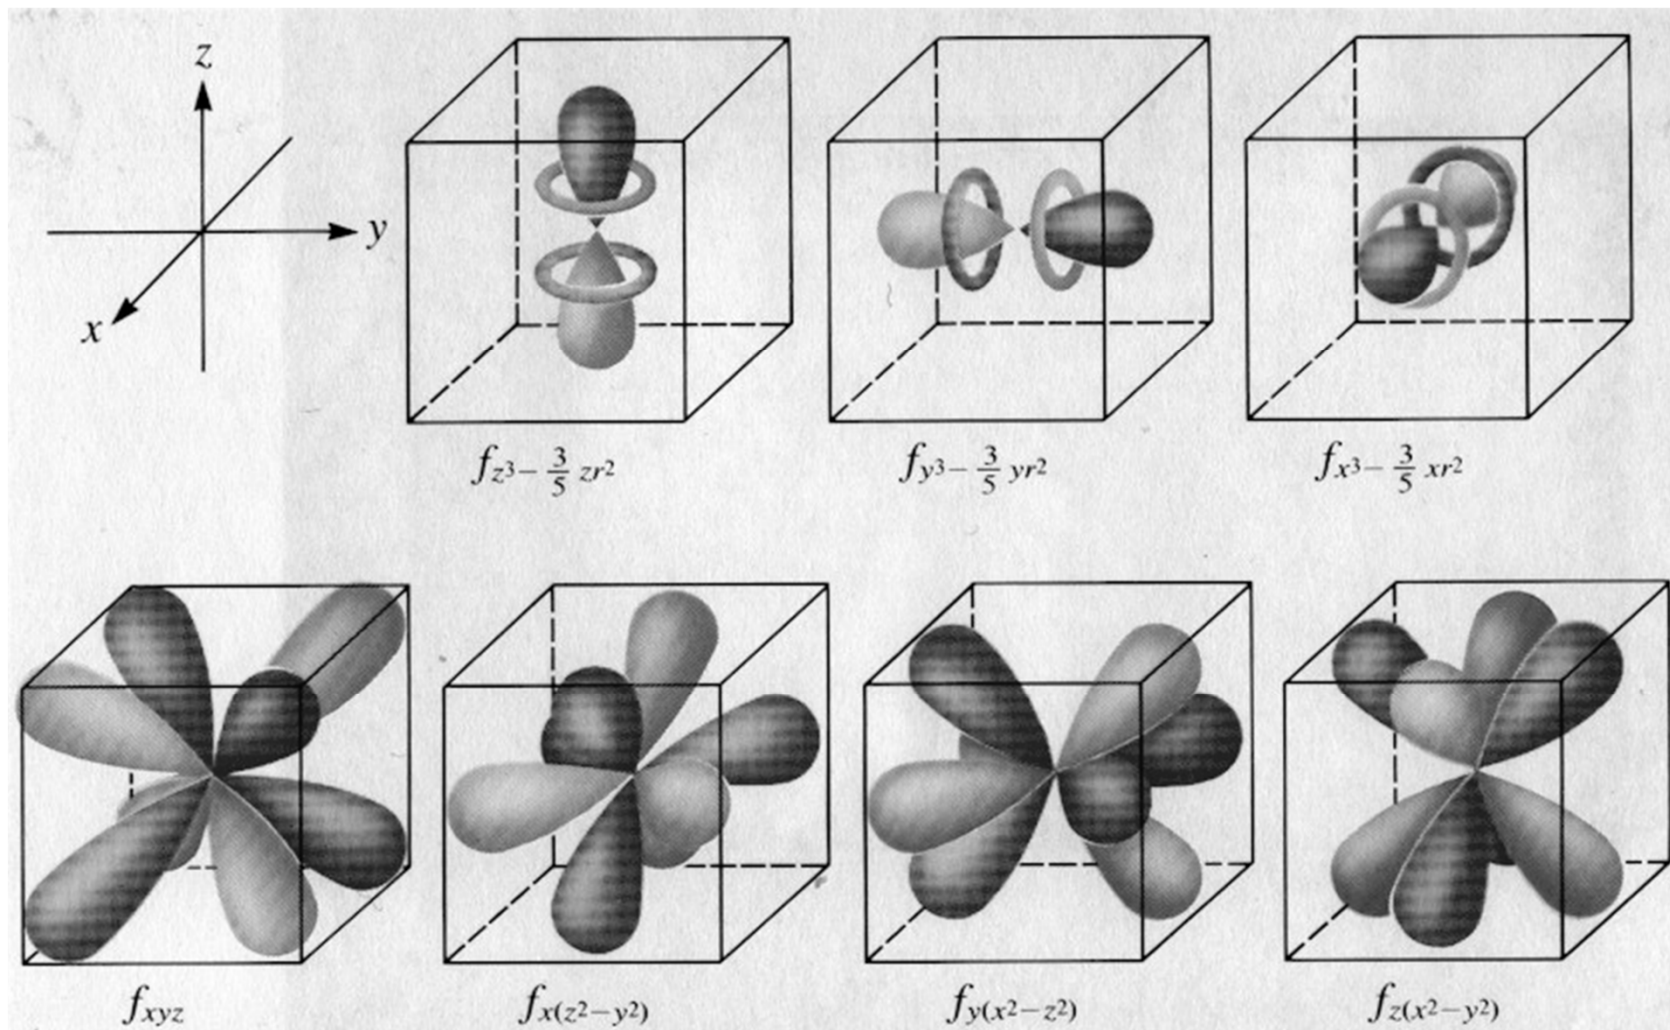 z
y
x
f_{z^3 - \frac{3}{5} zr^2}
f_{y^3 - \frac{3}{5} yr^2}
f_{x^3 - \frac{3}{5} xr^2}
f_{xyz}
f_{x(z^2-y^2)}
f_{y(x^2-z^2)}
f_{z(x^2-y^2)}